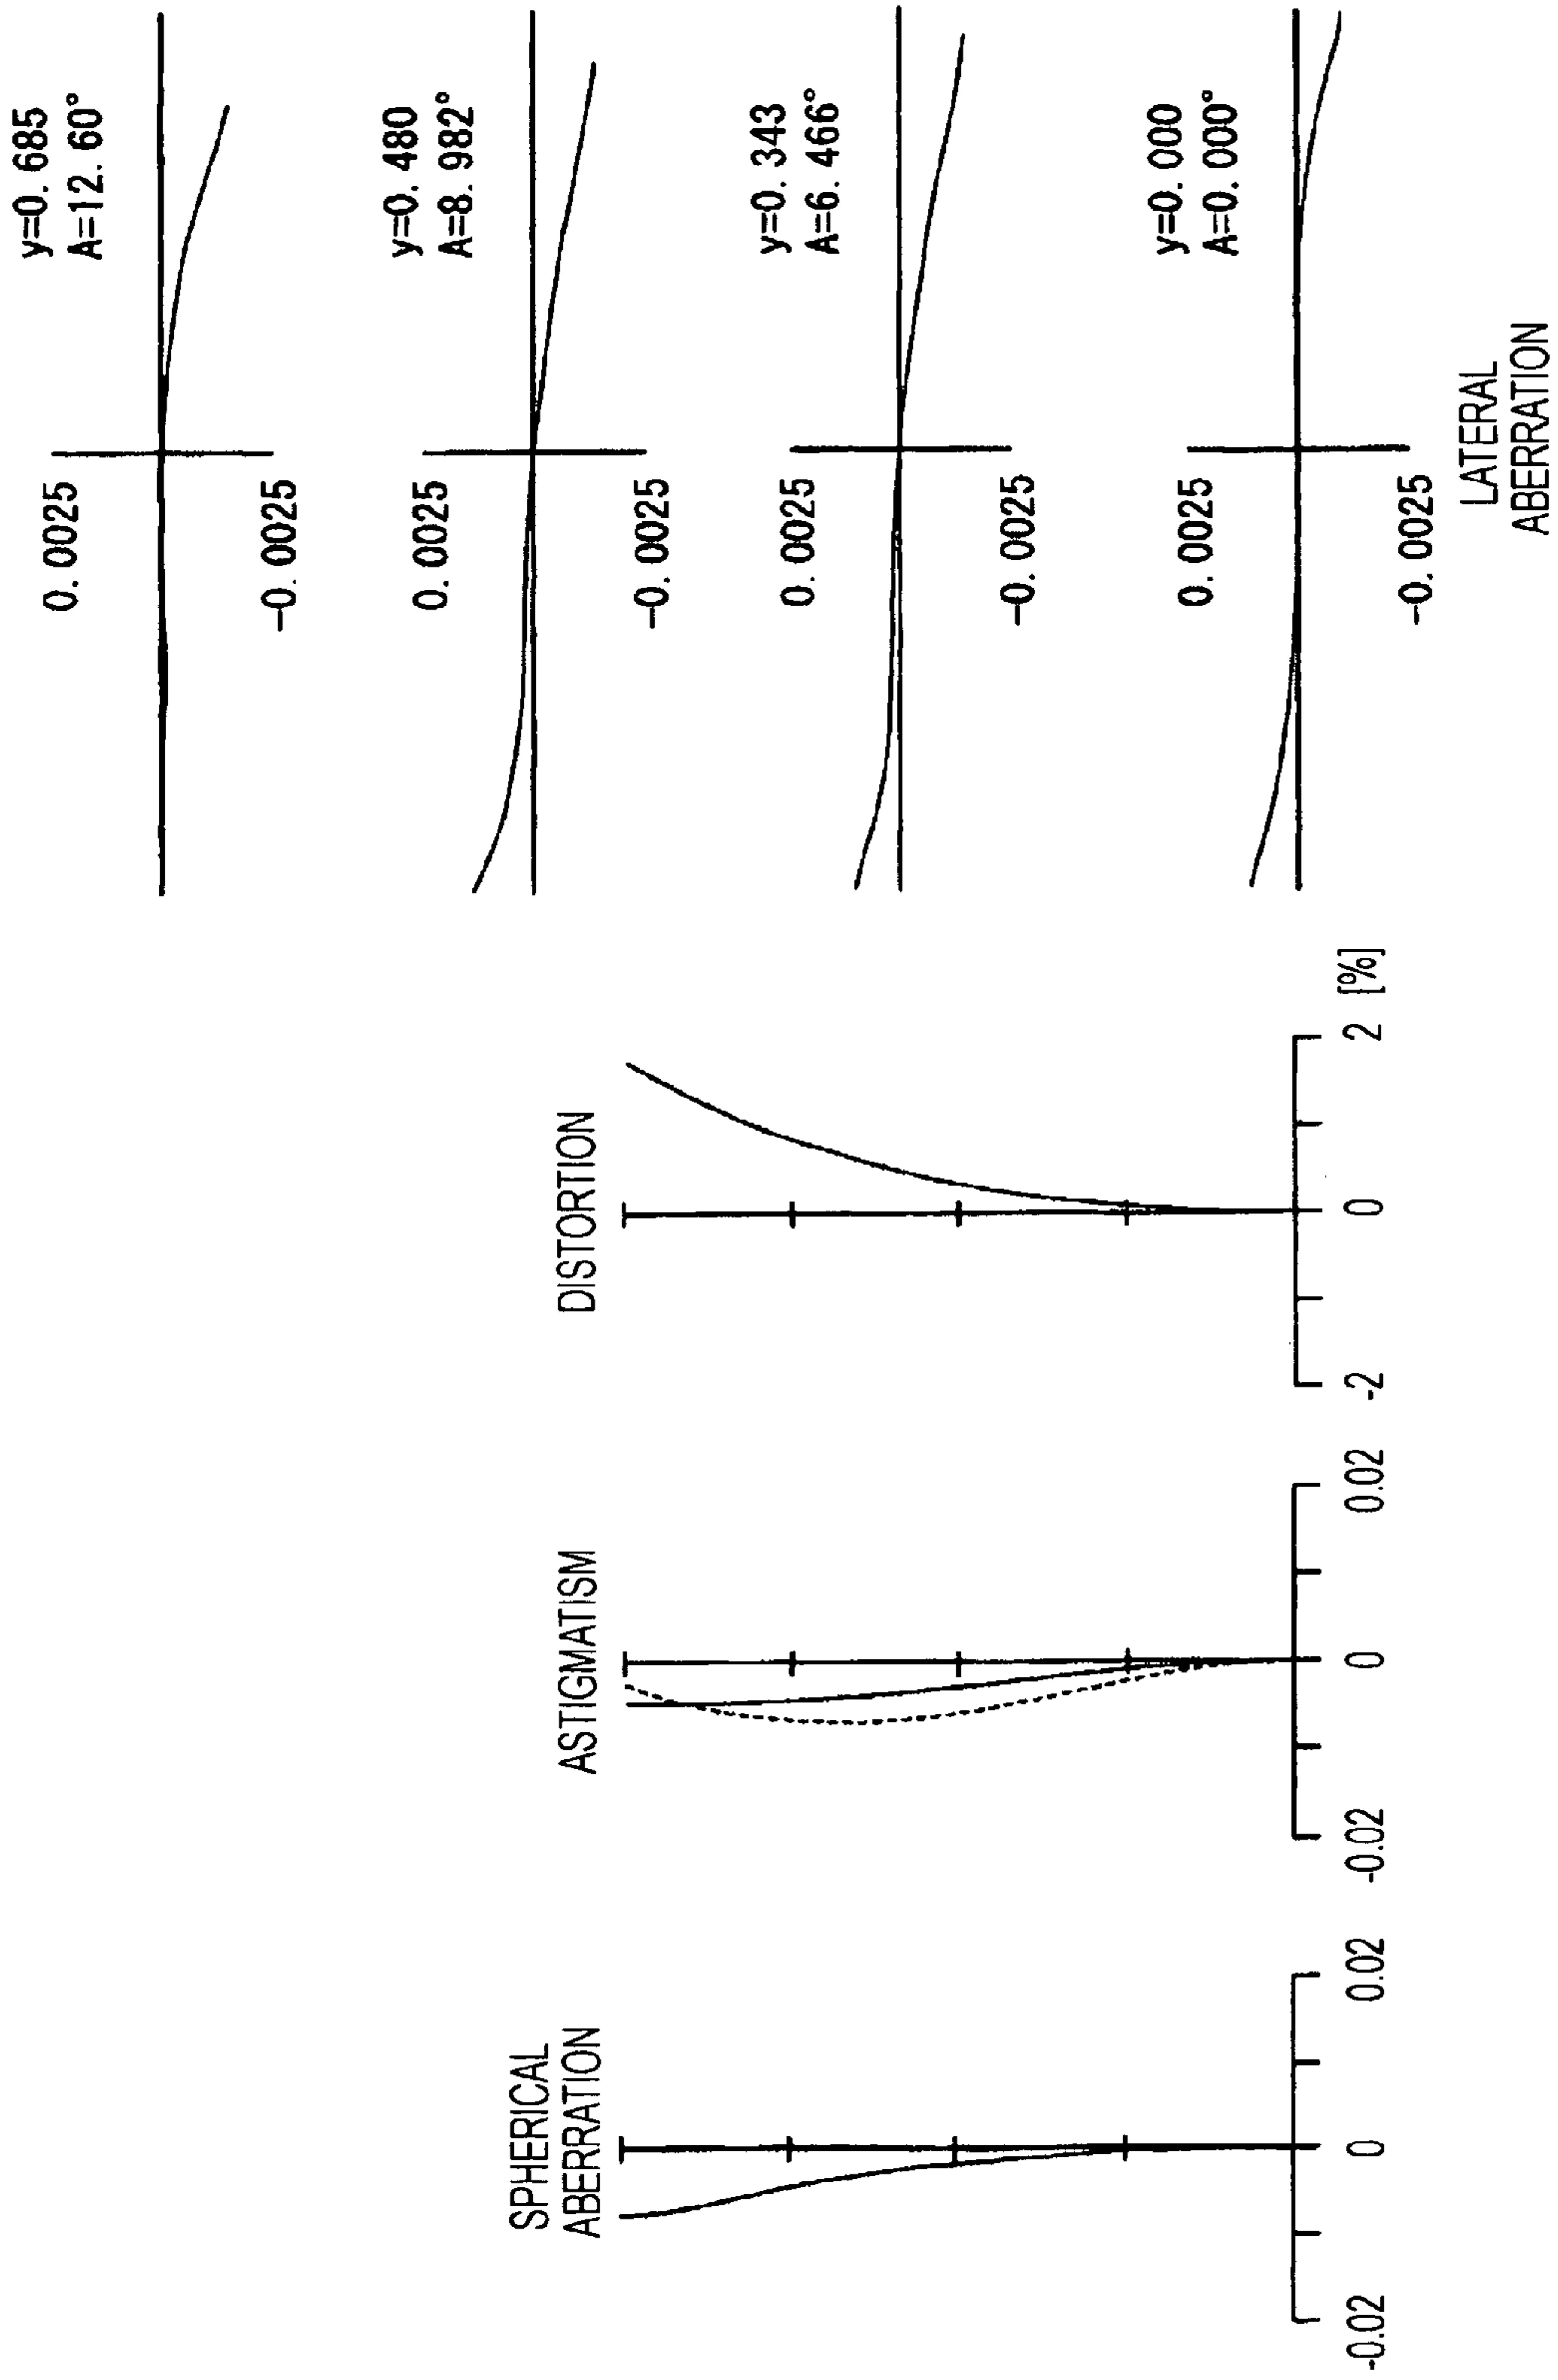 SPHERICAL
ABERRATION
-0.02
0
0.02
ASTIGMATISM
-0.02
0
0.02
DISTORTION
-2
0
2 [%]
y=0.685
A=12.60°
0.0025
-0.0025
y=0.480
A=8.982°
0.0025
-0.0025
y=0.343
A=6.466°
0.0025
-0.0025
y=0.000
A=0.000°
0.0025
-0.0025
LATERAL
ABERRATION